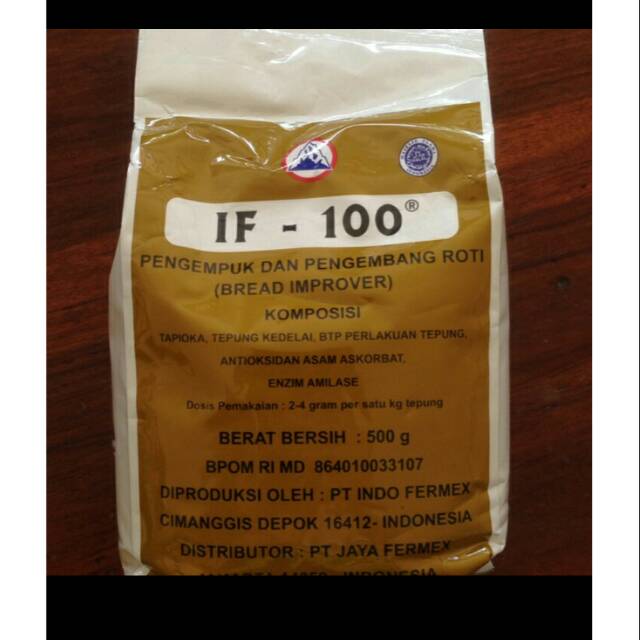 IF - 100®
PENGEMPUK DAN PENGEMBANG ROTI
(BREAD IMPROVER)
KOMPOSISI
TAPIOKA, TEPUNG KEDELAI, BTP PERLAKUAN TEPUNG,
ANTIOKSIDAN ASAM ASKORBAT,
ENZIM AMILASE
Dosis Pemakaian : 2-4 gram per satu kg tepung
BERAT BERSIH : 500 g
BPOM RI MD 864010033107
DIPRODUKSI OLEH : PT INDO FERMEX
CIMANGGIS DEPOK 16412- INDONESIA
DISTRIBUTOR : PT JAYA FERMEX
INDONESIA